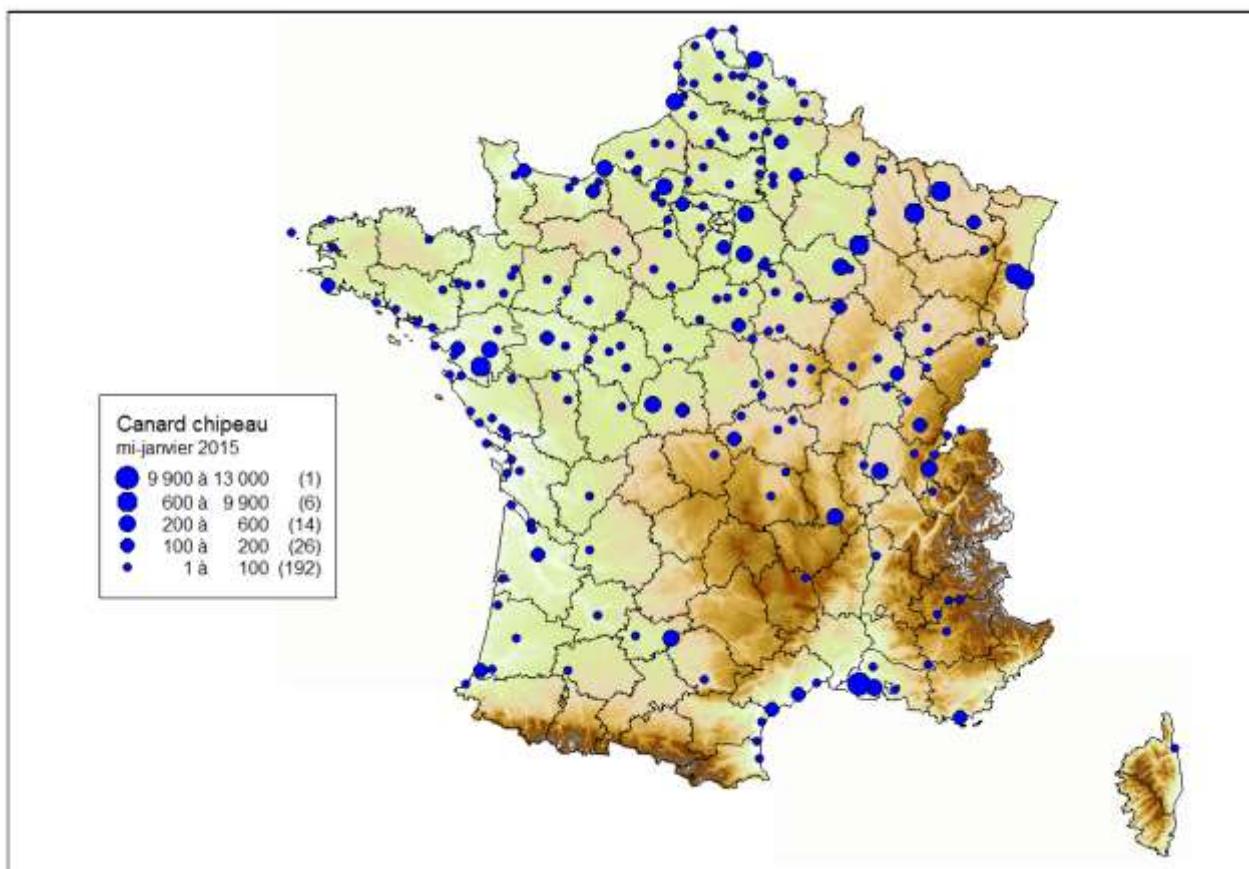 Canard chipeau
mi-janvier 2015
9 900 à 13 000 (1)
600 à 9 900 (6)
200 à 600 (14)
100 à 200 (26)
1 à 100 (192)